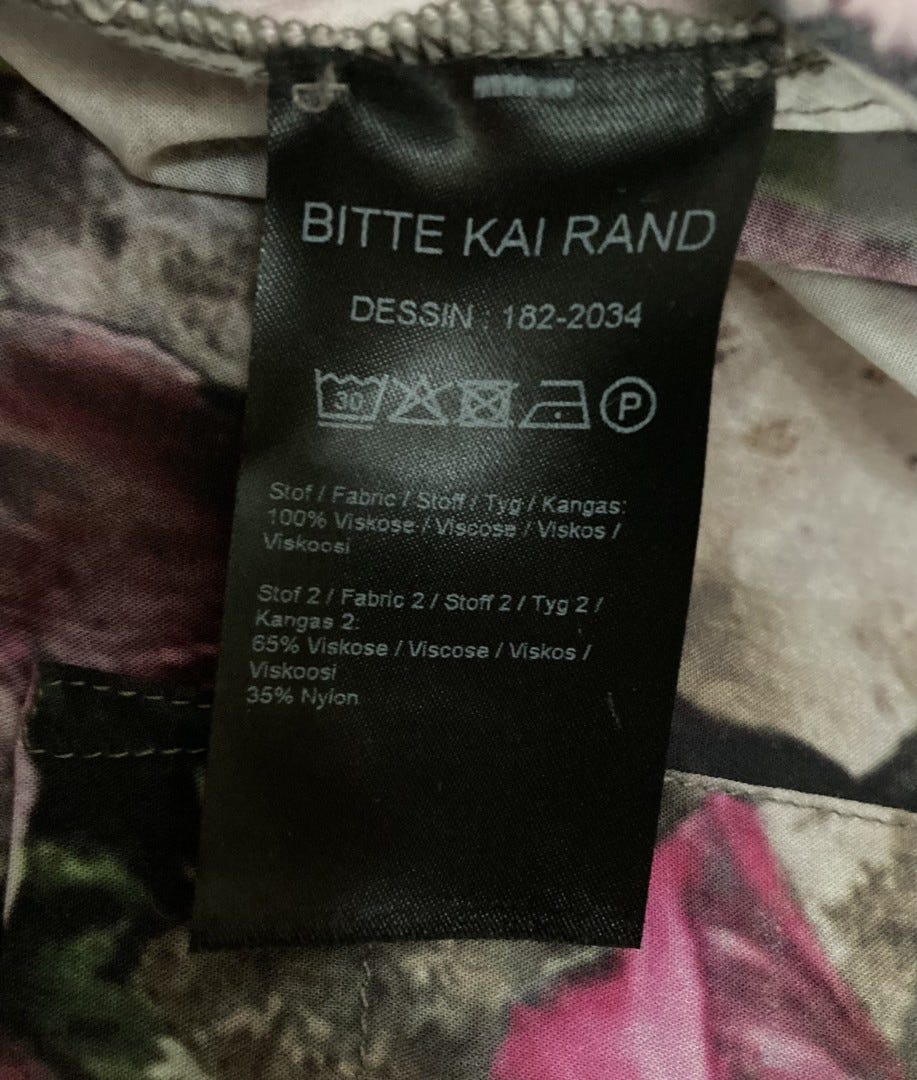 BITTE KAI RAND
DESSIN : 182-2034
30 P
Stof / Fabric / Stoff / Tyg / Kangas:
100% Viskose / Viscose / Viskos /
Viskoosi
Stof 2 / Fabric 2 / Stoff 2 / Tyg 2 /
Kangas 2:
65% Viskose / Viscose / Viskos /
Viskoosi
35% Nylon